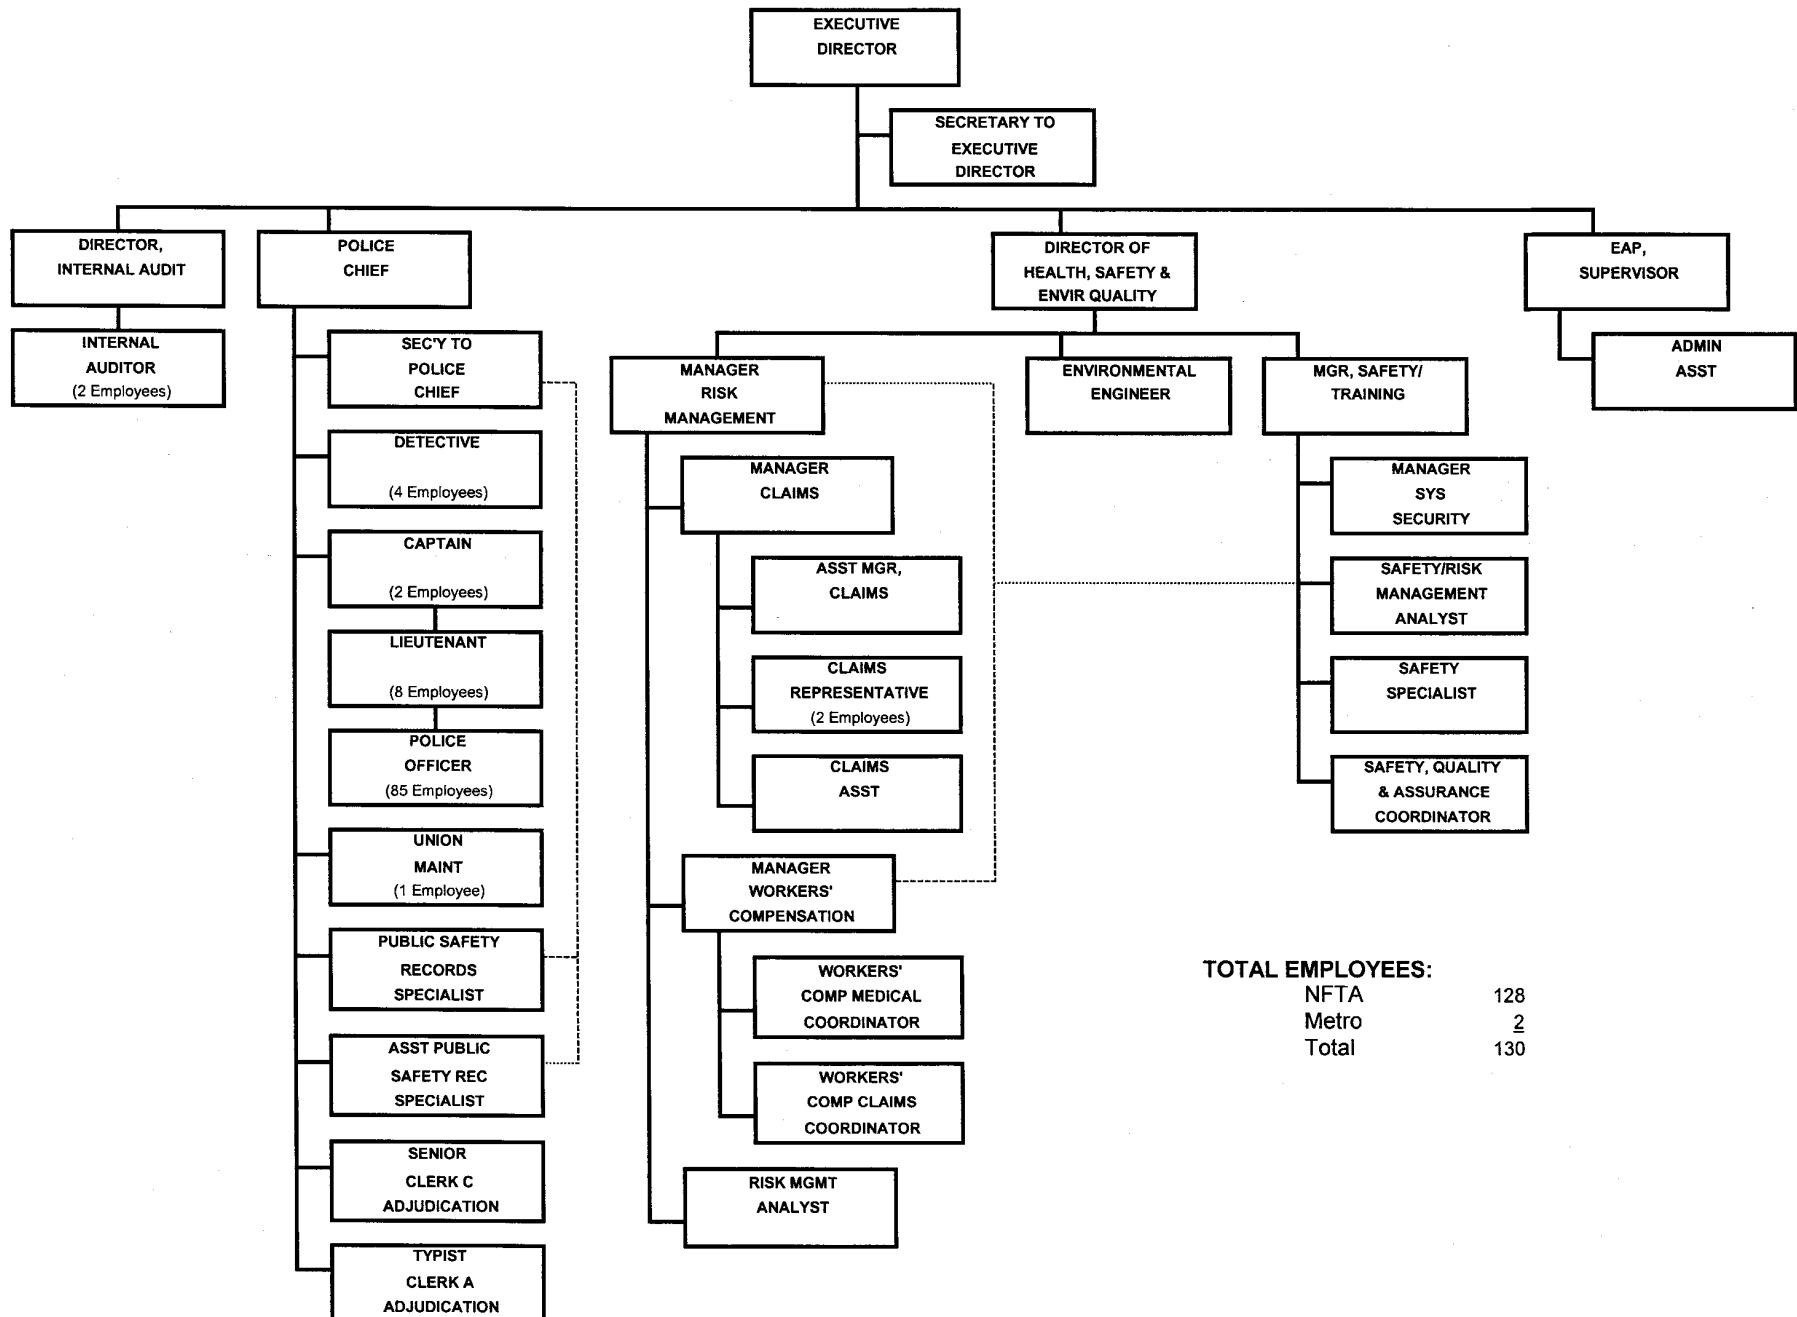 EXECUTIVE
DIRECTOR
SECRETARY TO
EXECUTIVE
DIRECTOR
DIRECTOR,
INTERNAL AUDIT
INTERNAL
AUDITOR
(2 Employees)
POLICE
CHIEF
SEC'Y TO
POLICE
CHIEF
DETECTIVE
(4 Employees)
CAPTAIN
(2 Employees)
LIEUTENANT
(8 Employees)
POLICE
OFFICER
(85 Employees)
UNION
MAINT
(1 Employee)
PUBLIC SAFETY
RECORDS
SPECIALIST
ASST PUBLIC
SAFETY REC
SPECIALIST
SENIOR
CLERK C
ADJUDICATION
TYPIST
CLERK A
ADJUDICATION
DIRECTOR OF
HEALTH, SAFETY &
ENVIR QUALITY
MANAGER
RISK
MANAGEMENT
MANAGER
CLAIMS
ASST MGR,
CLAIMS
CLAIMS
REPRESENTATIVE
(2 Employees)
CLAIMS
ASST
MANAGER
WORKERS'
COMPENSATION
WORKERS'
COMP MEDICAL
COORDINATOR
WORKERS'
COMP CLAIMS
COORDINATOR
RISK MGMT
ANALYST
ENVIRONMENTAL
ENGINEER
MGR, SAFETY/
TRAINING
MANAGER
SYS
SECURITY
SAFETY/RISK
MANAGEMENT
ANALYST
SAFETY
SPECIALIST
SAFETY, QUALITY
& ASSURANCE
COORDINATOR
EAP,
SUPERVISOR
ADMIN
ASST
TOTAL EMPLOYEES:
NFTA 128
Metro 2
Total 130